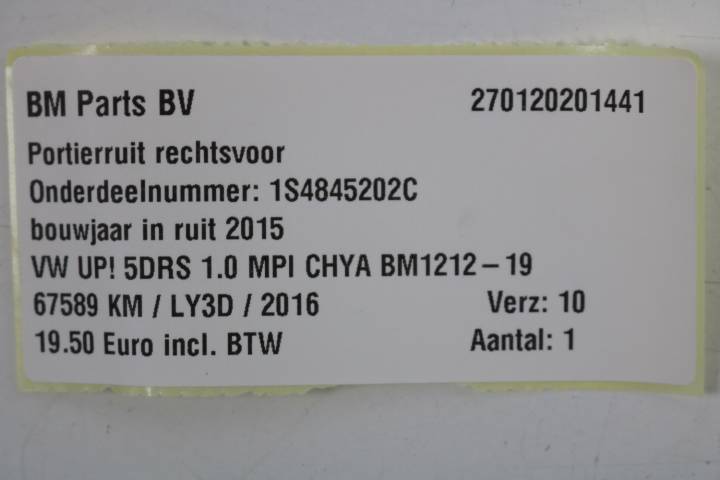 BM Parts BV 270120201441
Portierruit rechtsvoor
Onderdeelnummer: 1S4845202C
bouwjaar in ruit 2015
VW UP! 5DRS 1.0 MPI CHYA BM1212-19
67589 KM / LY3D / 2016 Verz: 10
19.50 Euro incl. BTW Aantal: 1